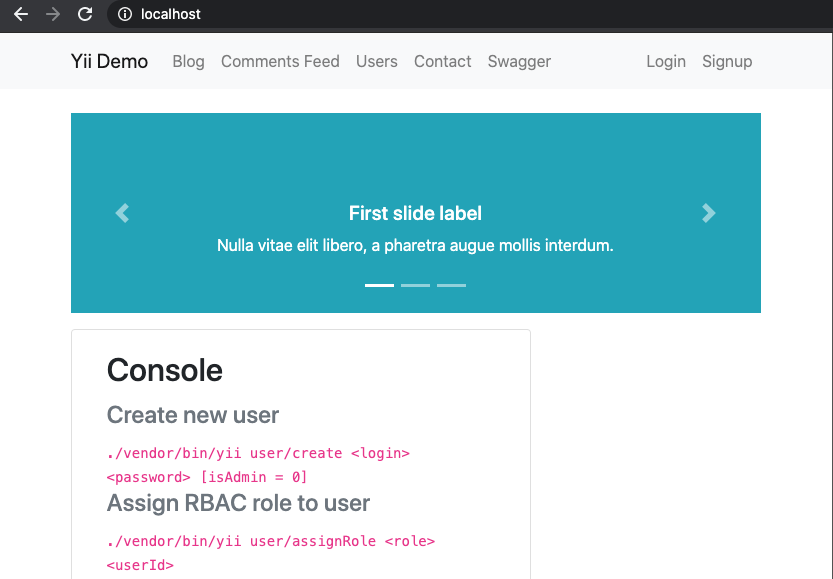 localhost
Yii Demo Blog Comments Feed Users Contact Swagger Login Signup
First slide label
Nulla vitae elit libero, a pharetra augue mollis interdum.
Console
Create new user
./vendor/bin/yii user/create <login>
<password> [isAdmin = 0]
Assign RBAC role to user
./vendor/bin/yii user/assignRole <role>
<userId>